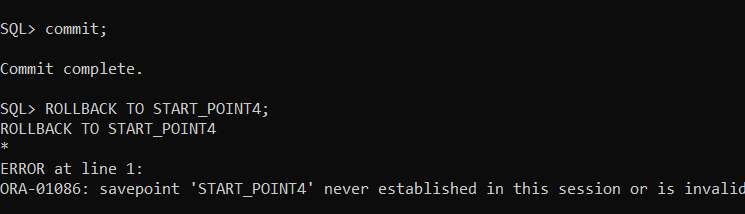 SQL> commit;
Commit complete.
SQL> ROLLBACK TO START_POINT4;
ROLLBACK TO START_POINT4
*
ERROR at line 1:
ORA-01086: savepoint 'START_POINT4' never established in this session or is invalid